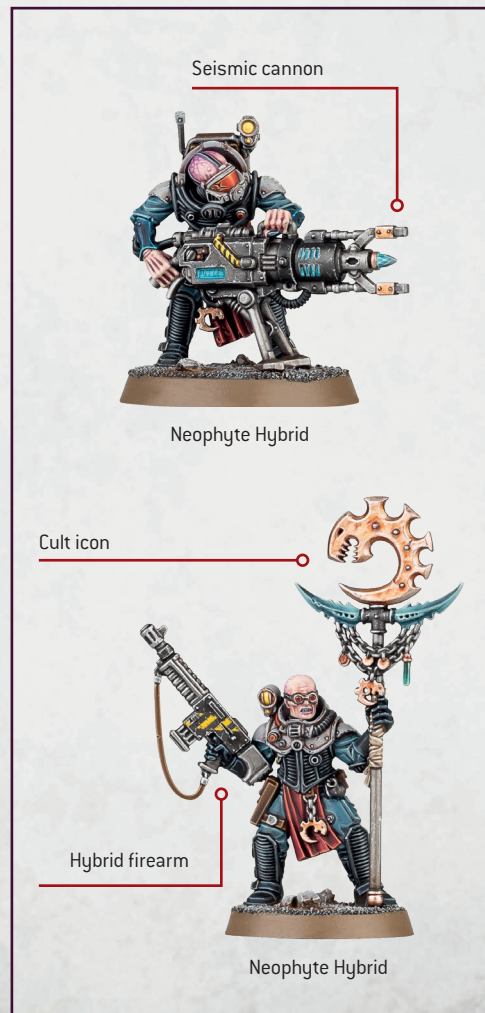 Seismic cannon
Neophyte Hybrid
Cult icon
Hybrid firearm
Neophyte Hybrid